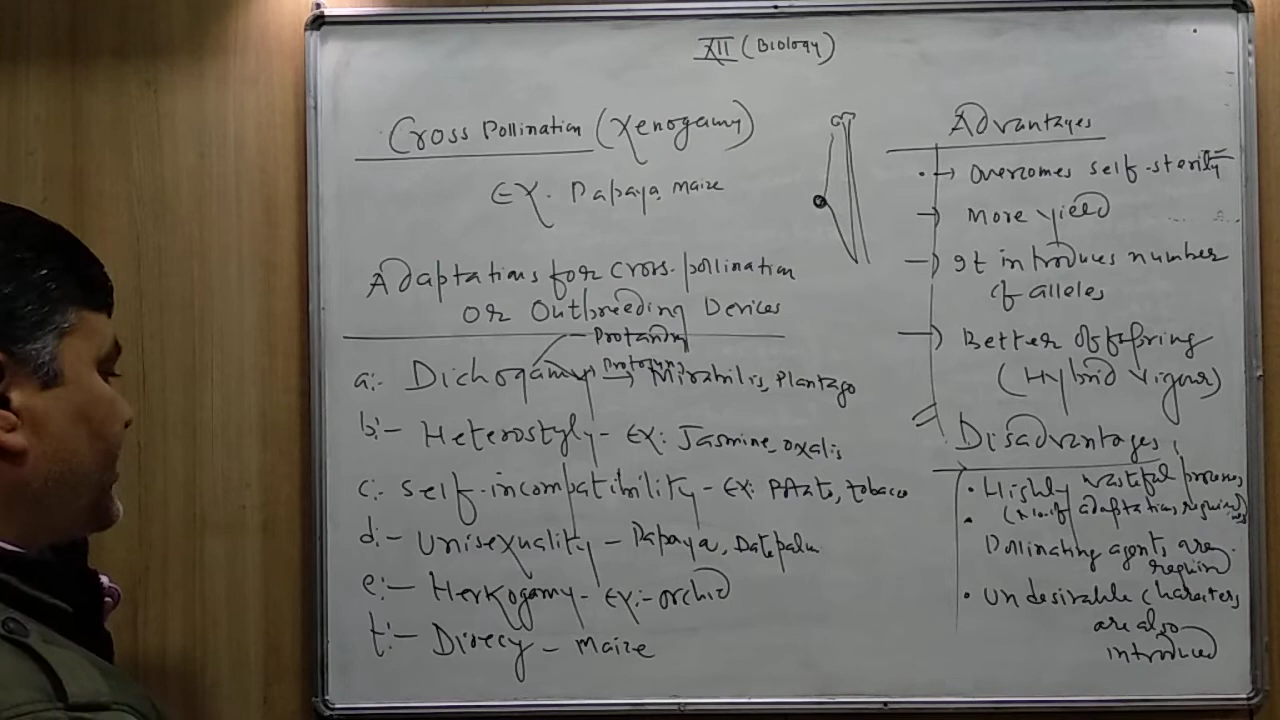 XII (Biology)
Cross Pollination (Xenogamy)
Ex. Papaya, Maize
Adaptations for cross-pollination
Or Outbreeding Devices
Protandry
a:- Dichogamy Protogyny → Mirabilis, Plantago
b:- Heterostyly - Ex: Jasmine, oxalis
c:- Self-incompatibility - Ex: Potato, tobacco
d:- Unisexuality - Papaya, Datepalm
e:- Herkogamy - Ex:- orchid
f:- Dioecy - Maize
Advantages
→ Overcomes self-sterility
→ More yield
→ It introduces number
of alleles
→ Better offspring
(Hybrid vigour)
Disadvantages:
• Highly wasteful process
adaptations required)
• Pollinating agents are
require
• Undesirable characters
are also
introduced